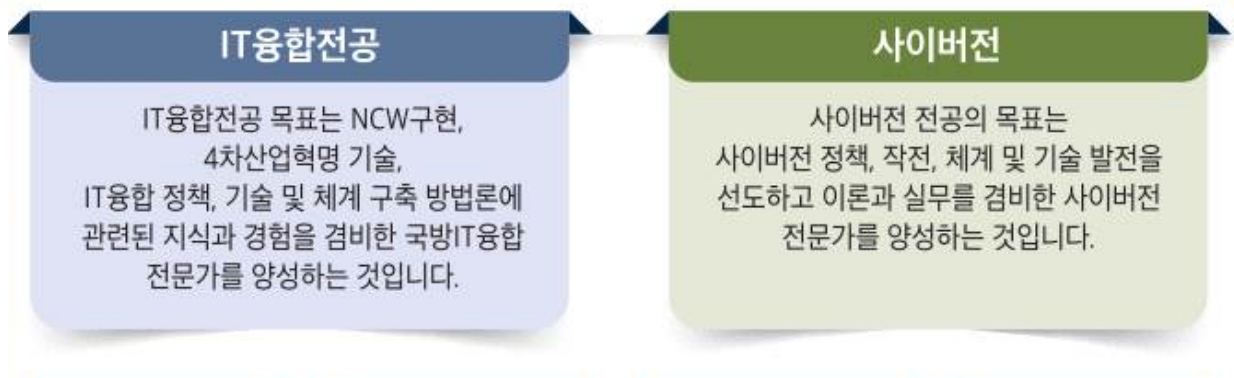 IT융합전공
IT융합전공 목표는 NCW구현,
4차산업혁명 기술,
IT융합 정책, 기술 및 체계 구축 방법론에
관련된 지식과 경험을 겸비한 국방IT융합
전문가를 양성하는 것입니다.
사이버전
사이버전 전공의 목표는
사이버전 정책, 작전, 체계 및 기술 발전을
선도하고 이론과 실무를 겸비한 사이버전
전문가를 양성하는 것입니다.